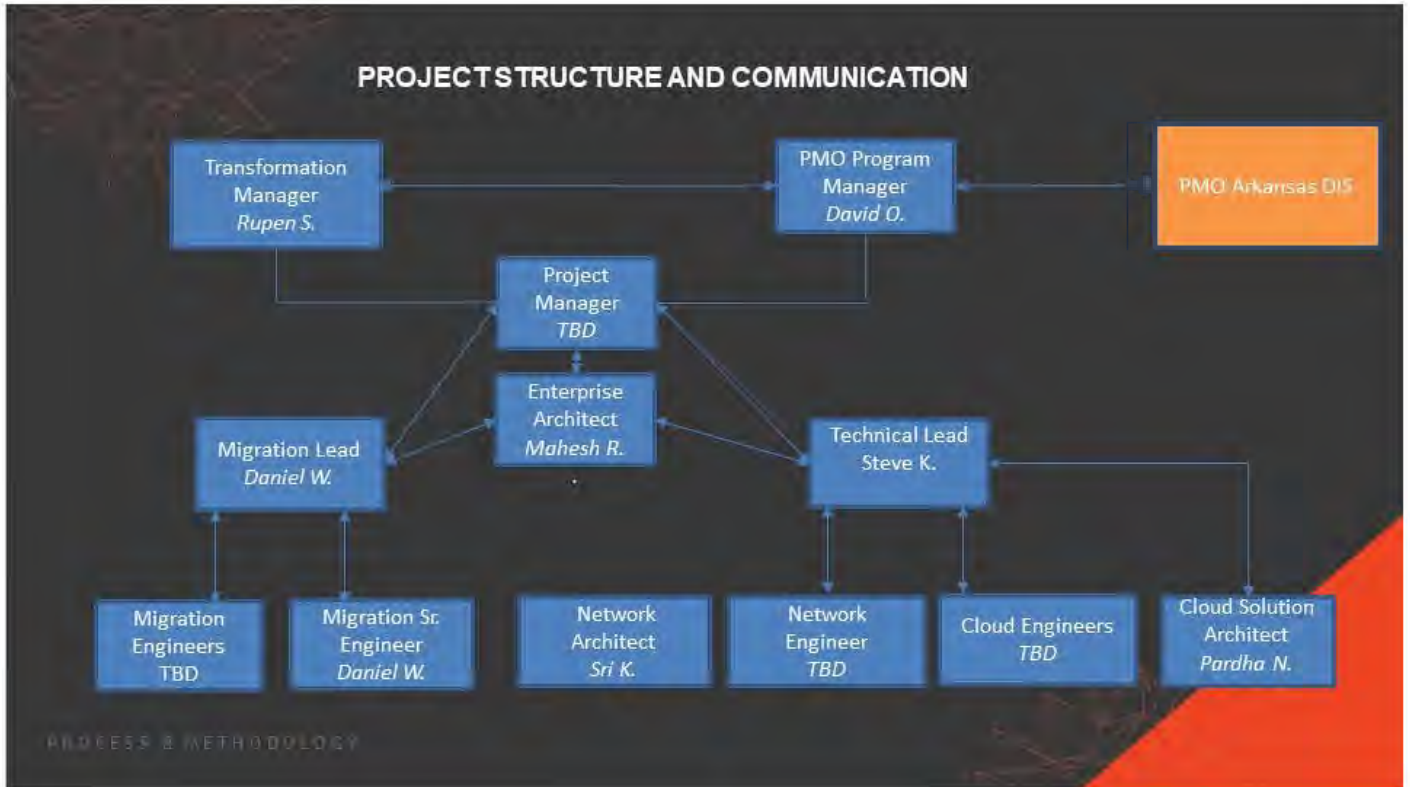 PROJECT STRUCTURE AND COMMUNICATION
Transformation
Manager
Rupen S.
PMO Program
Manager
David O.
PMO Arkansas DIS
Project
Manager
TBD
Enterprise
Architect
Mahesh R.
Migration Lead
Daniel W.
Technical Lead
Steve K.
Migration
Engineers
TBD
Migration Sr.
Engineer
Daniel W.
Network
Architect
Sri K.
Network
Engineer
TBD
Cloud Engineers
TBD
Cloud Solution
Architect
Pardha N.
PROCESS & METHODOLOGY